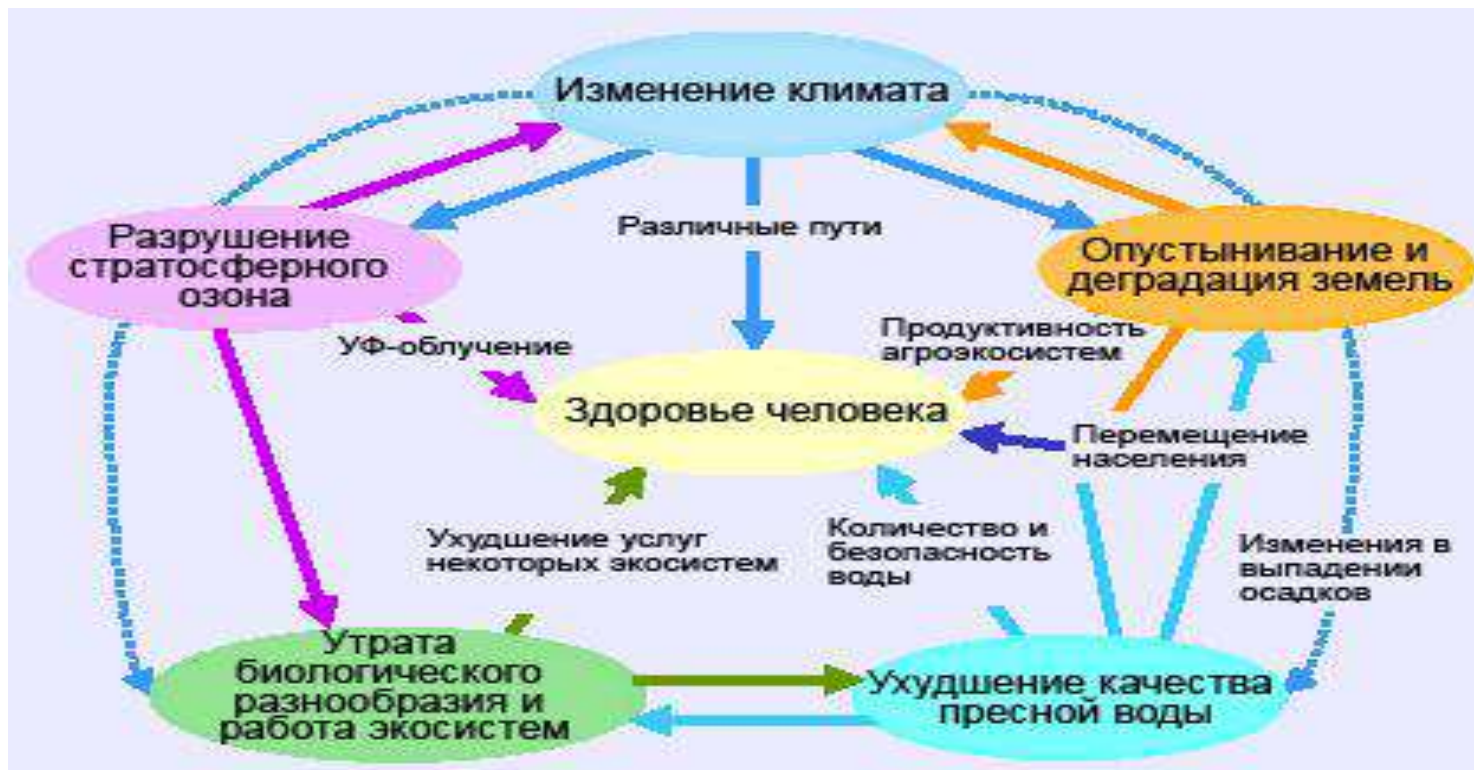 Изменение климата
Различные пути
Разрушение
стратосферного
озона
Опустынивание и
деградация земель
УФ-облучение
Продуктивность
агроэкосистем
Здоровье человека
Перемещение
населения
Ухудшение услуг
некоторых экосистем
Количество и
безопасность
воды
Изменения в
выпадении
осадков
Утрата
биологического
разнообразия и
работа экосистем
Ухудшение качества
пресной воды